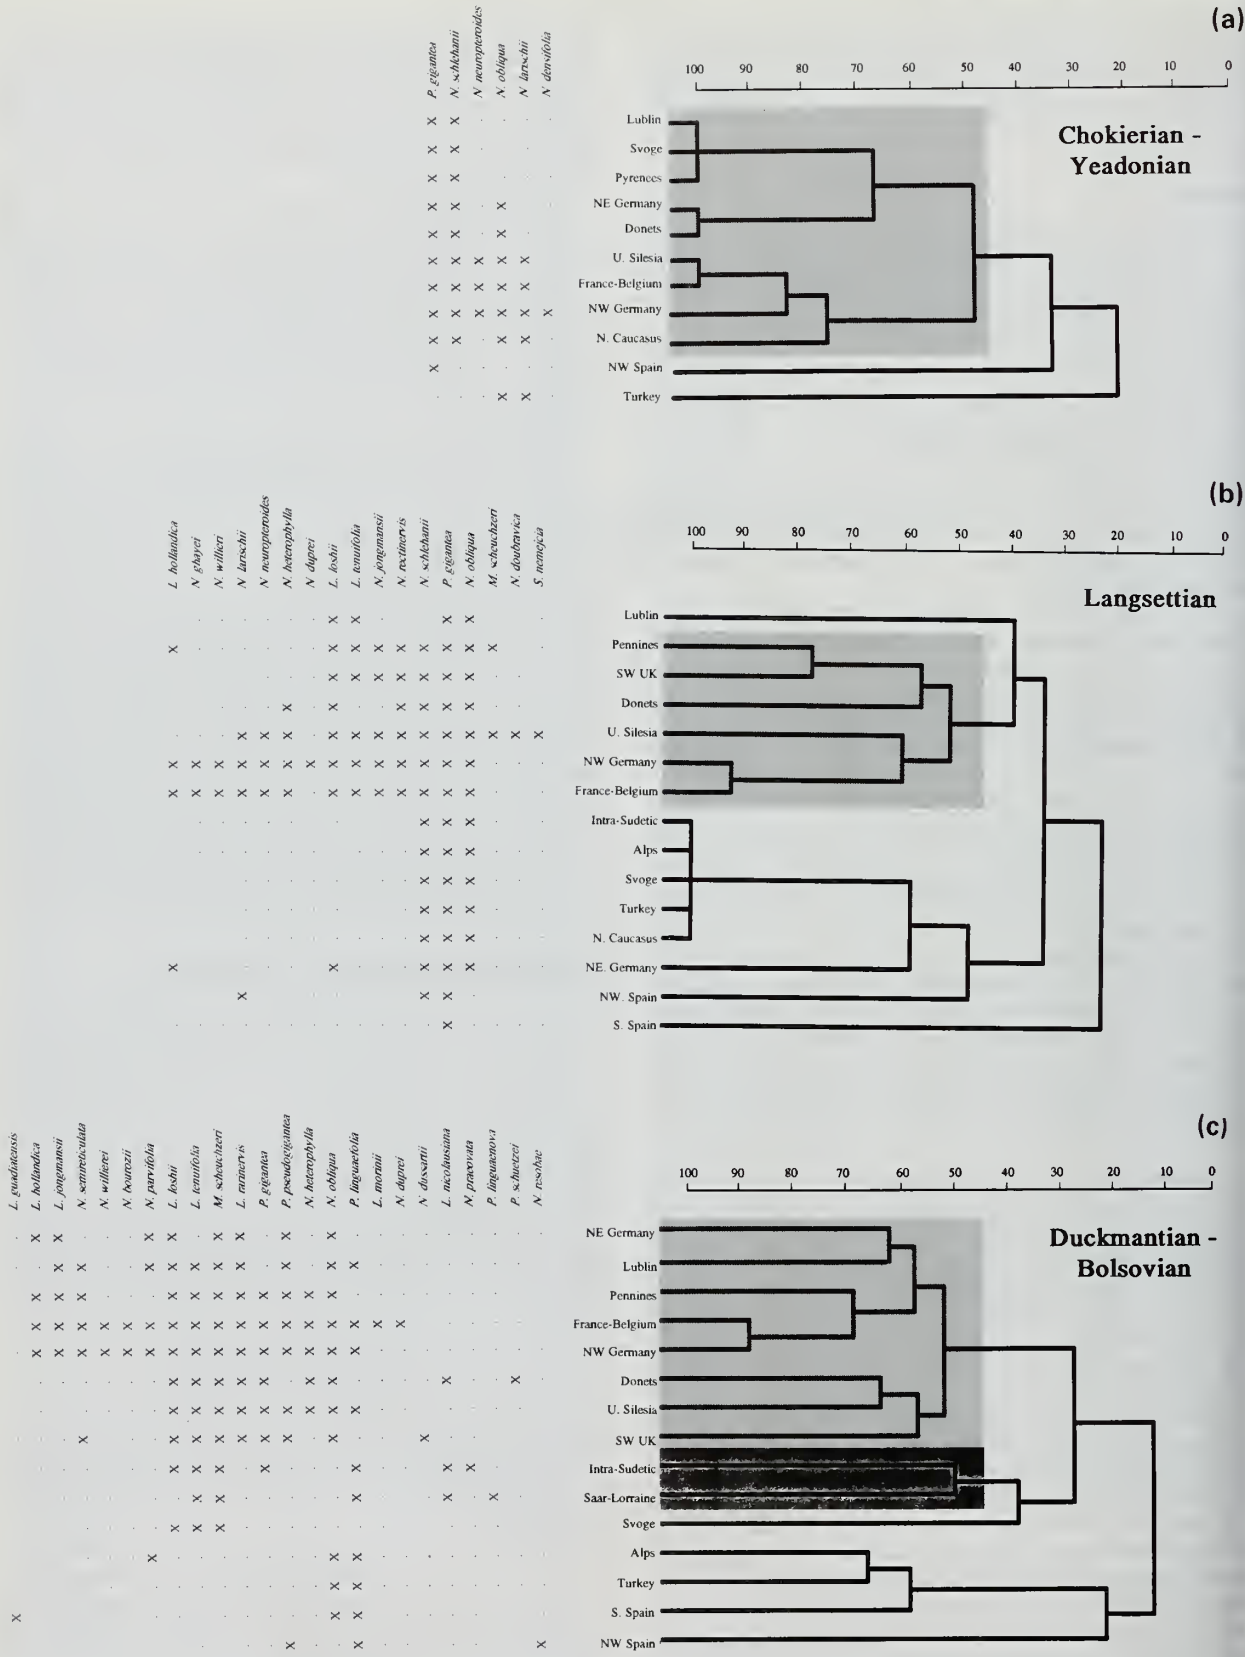 (a)
P. gigantea
N. schlehanii
N neuropteroides
N. obliqua
N larischii
N densifolia
100 90 80 70 60 50 40 30 20 10 0
Chokierian -
Yeadonian
Lublin X X
Svoge X X
Pyrenees X X
NE Germany X X X
Donets X X X
U. Silesia X X X X X
France-Belgium X X X X X
NW Germany X X X X X X
N. Caucasus X X X X
NW Spain X
Turkey X X
(b)
L hollandica
N ghayei
N. willieri
N larischii
N neuropteroides
N. heterophylla
N duprei
L. loshii
L. tenuifolia
N. jongmansii
N. rectinervis
N. schlehanii
P. gigantea
N. obliqua
M. scheuchzeri
N. doubravica
S. nemejcia
100 90 80 70 60 50 40 30 20 10 0
Langsettian
Lublin X X X X
Pennines X X X X X X X X X
SW UK X X X X X X X
Donets X X X X X X
U. Silesia X X X X X X X X X X X X X
NW Germany X X X X X X X X X X X X X X
France-Belgium X X X X X X X X X X X X X
Intra-Sudetic X X X
Alps X X X
Svoge X X X
Turkey X X X
N. Caucasus X X X
NE. Germany X X X X X
NW. Spain X X X
S. Spain X
(c)
L. guadiatensis
L. hollandica
L. jongmansii
N. semireticulata
N. willierei
N. bourozii
N. parvifolia
L. loshii
L. tenuifolia
M. scheuchzeri
L. rarinervis
P. gigantea
P. pseudogigantea
N. heterophylla
N. obliqua
P. linguaefolia
L. morinii
N. duprei
N dussartii
L. nicolausiana
N. praeovata
P. linguaenova
P. schuetzei
N. resobae
100 90 80 70 60 50 40 30 20 10 0
Duckmantian -
Bolsovian
NE Germany X X X X X X X X
Lublin X X X X X X X X X X
Pennines X X X X X X X X X X X
France-Belgium X X X X X X X X X X X X X X X X X
NW Germany X X X X X X X X X X X X X X X
Donets X X X X X X X X X
U. Silesia X X X X X X X X X
SW UK X X X X X X X X X
Intra-Sudetic X X X X X X X
Saar-Lorraine X X X X X
Svoge X X X
Alps X X X
Turkey X X
S. Spain X X X
NW Spain X X X